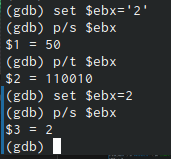 (gdb) set $ebx='2'
(gdb) p/s $ebx
$1 = 50
(gdb) p/t $ebx
$2 = 110010
(gdb) set $ebx=2
(gdb) p/s $ebx
$3 = 2
(gdb)